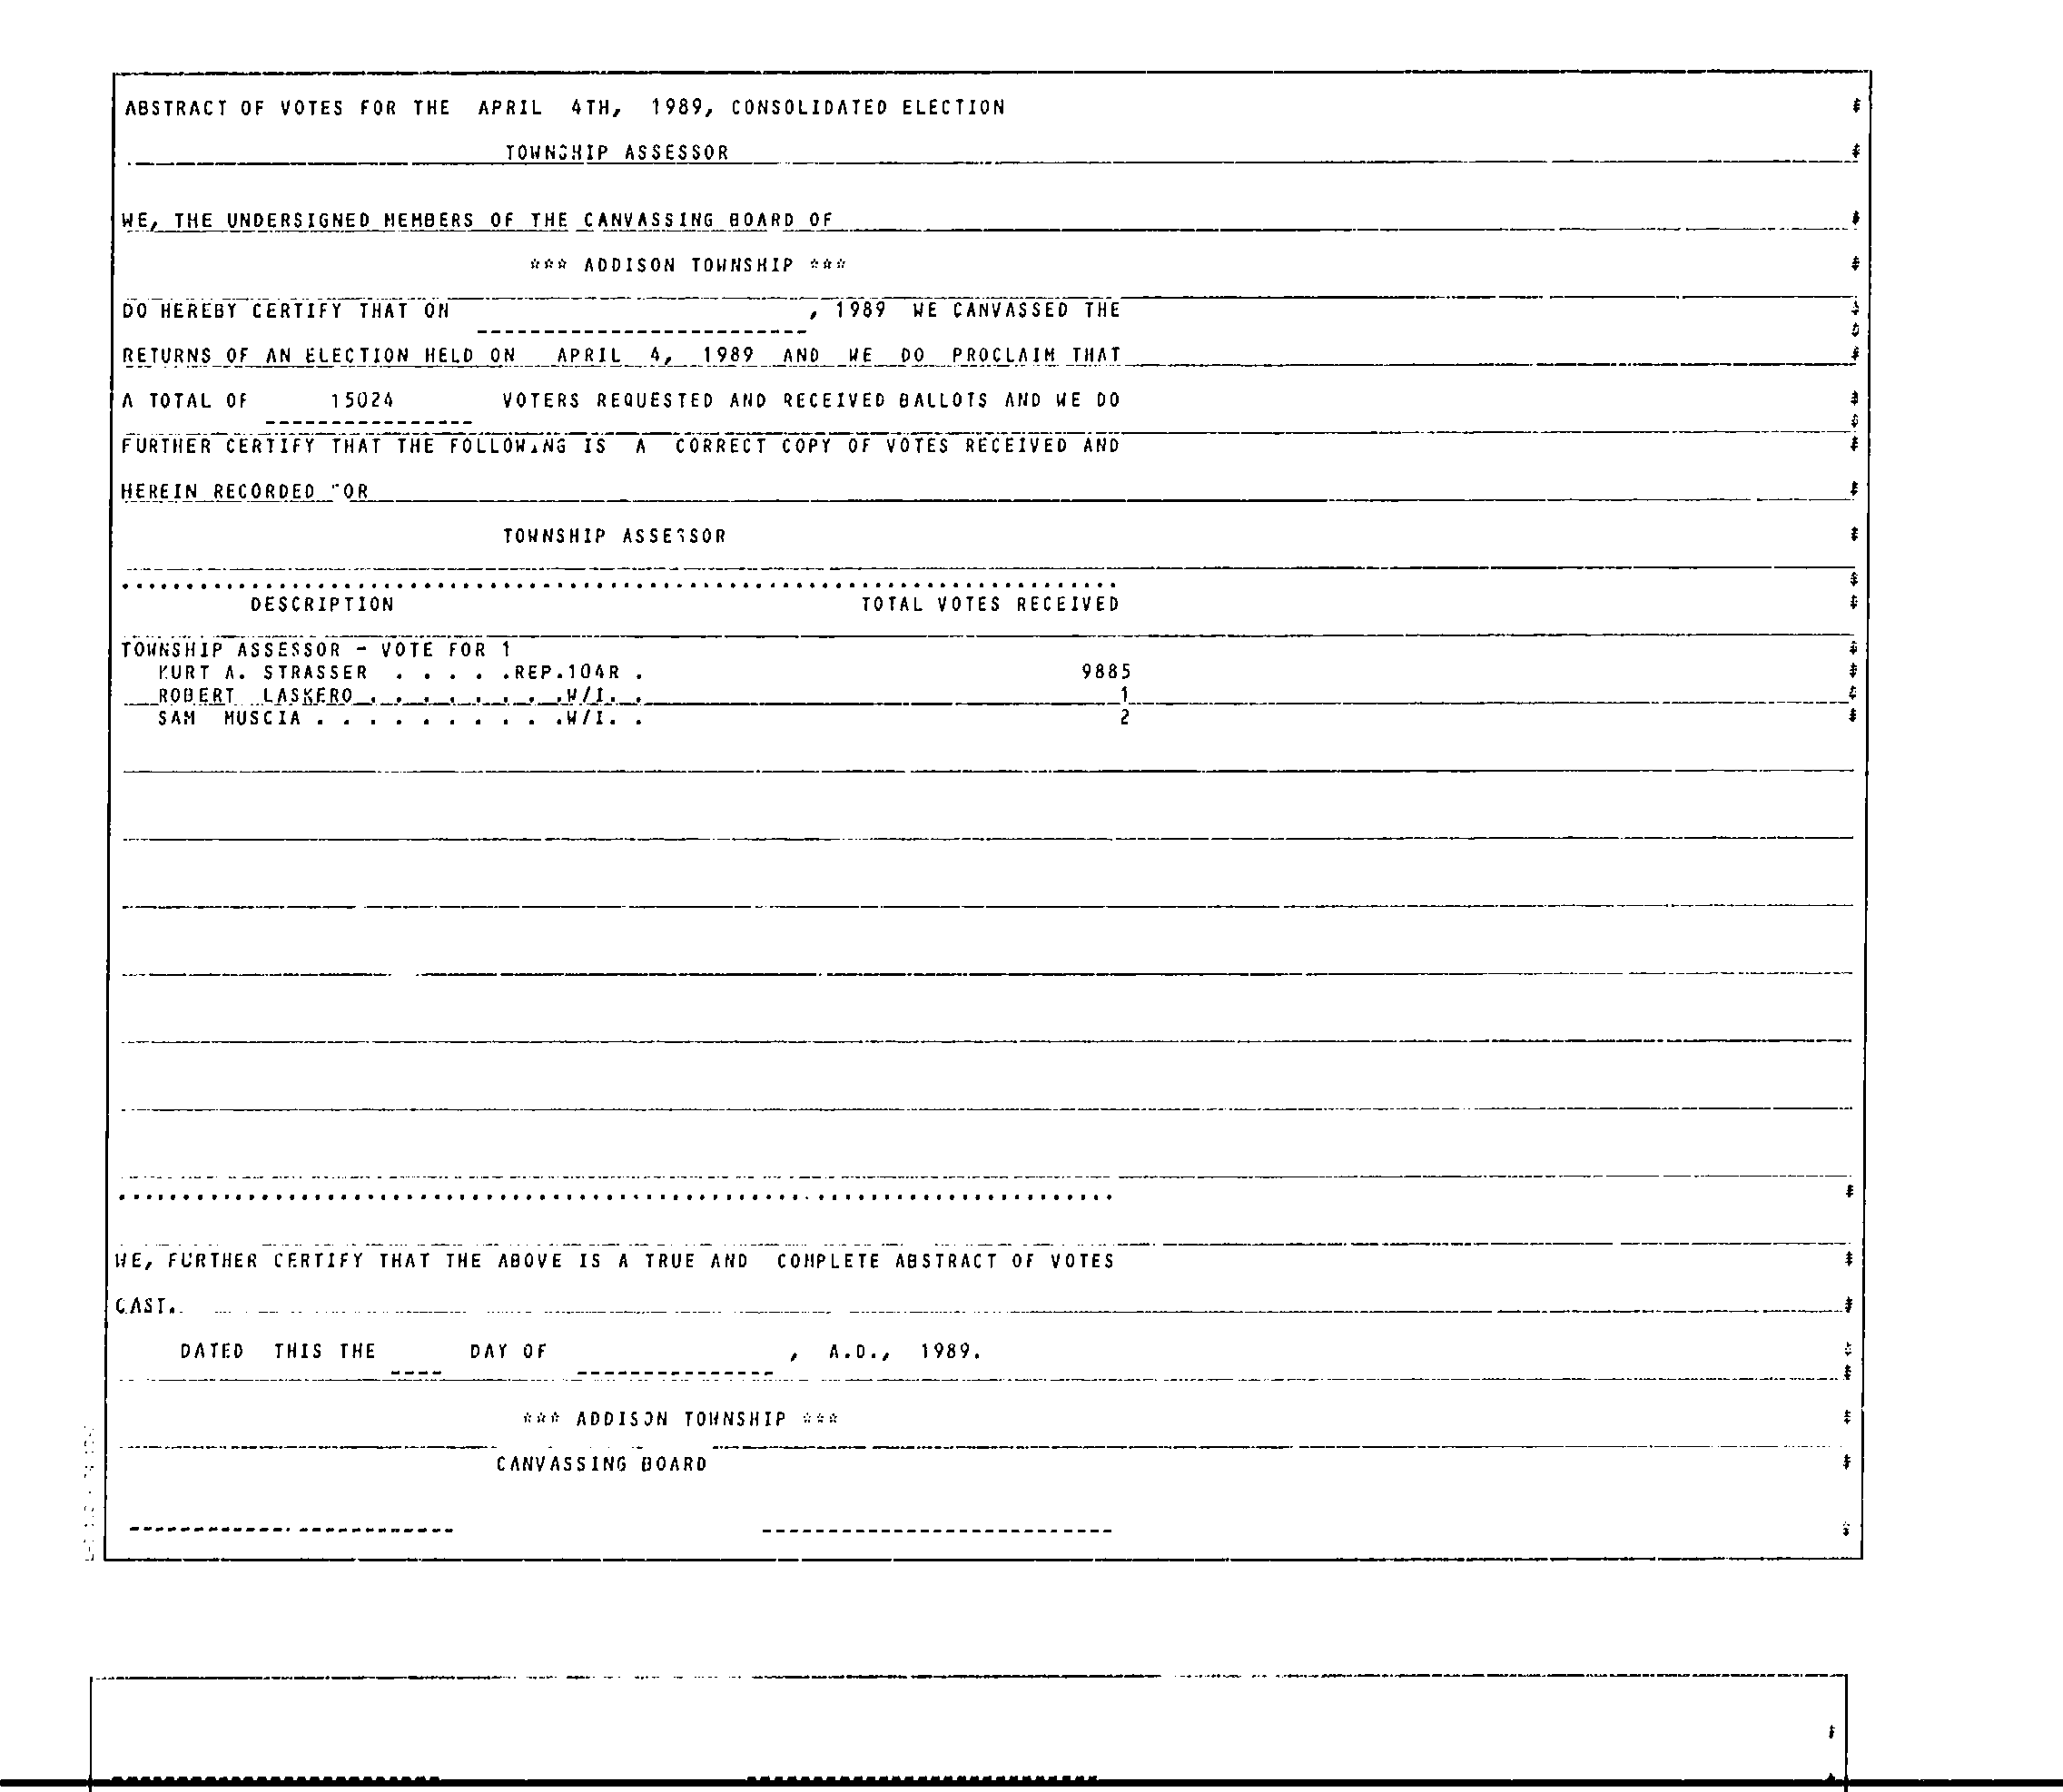 ABSTRACT OF VOTES FOR THE APRIL 4TH, 1989, CONSOLIDATED ELECTION #
TOWNSHIP ASSESSOR #
WE, THE UNDERSIGNED MEMBERS OF THE CANVASSING BOARD OF #
*** ADDISON TOWNSHIP *** #
DO HEREBY CERTIFY THAT ON , 1989 WE CANVASSED THE #
RETURNS OF AN ELECTION HELD ON APRIL 4, 1989 AND WE DO PROCLAIM THAT #
A TOTAL OF 15024 VOTERS REQUESTED AND RECEIVED BALLOTS AND WE DO #
FURTHER CERTIFY THAT THE FOLLOWING IS A CORRECT COPY OF VOTES RECEIVED AND #
HEREIN RECORDED FOR #
TOWNSHIP ASSESSOR #
DESCRIPTION TOTAL VOTES RECEIVED #
TOWNSHIP ASSESSOR - VOTE FOR 1 #
KURT A. STRASSER . . . . .REP.104R . 9885 #
ROBERT LASKERO . . . . . . . .W/I. . 1 #
SAM MUSCIA . . . . . . . . . .W/I. . 2 #
WE, FURTHER CERTIFY THAT THE ABOVE IS A TRUE AND COMPLETE ABSTRACT OF VOTES #
CAST. #
DATED THIS THE DAY OF , A.D., 1989. #
*** ADDISON TOWNSHIP *** #
CANVASSING BOARD #